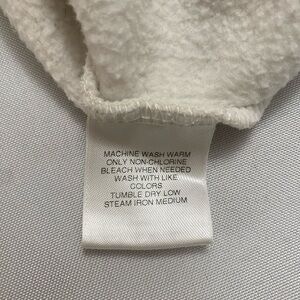 MACHINE WASH WARM
ONLY NON-CHLORINE
BLEACH WHEN NEEDED
WASH WITH LIKE
COLORS
TUMBLE DRY LOW
STEAM IRON MEDIUM